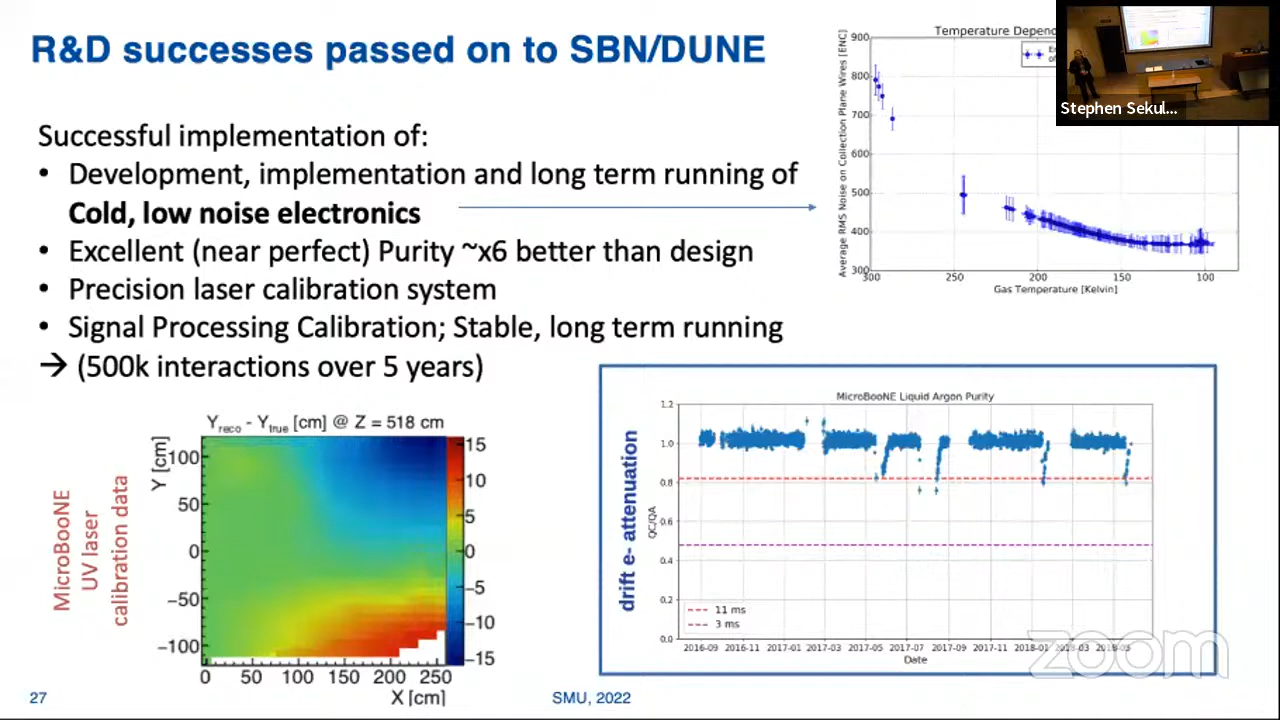 R&D successes passed on to SBN/DUNE
Successful implementation of:
• Development, implementation and long term running of
Cold, low noise electronics
• Excellent (near perfect) Purity ~x6 better than design
• Precision laser calibration system
• Signal Processing Calibration; Stable, long term running
→ (500k interactions over 5 years)
Temperature Depend
Average RMS Noise on Collection Plane Wires [ENC]
900
800
700
600
500
400
300
300 250 200 150 100
Gas Temperature [Kelvin]
Stephen Sekul...
MicroBooNE
UV laser
calibration data
Yreco - Ytrue [cm] @ Z = 518 cm
Y [cm]
100
50
0
−50
−100
0 50 100 150 200 250
X [cm]
15
10
5
0
−5
−10
−15
drift e- attenuation
MicroBooNE Liquid Argon Purity
QC/QA
1.2
1.0
0.8
0.6
0.4
0.2
0.0
11 ms
3 ms
2016-09 2016-11 2017-01 2017-03 2017-05 2017-07 2017-09 2017-11 2018-01 2018-03 2018-05
Date
zoom
27
SMU, 2022